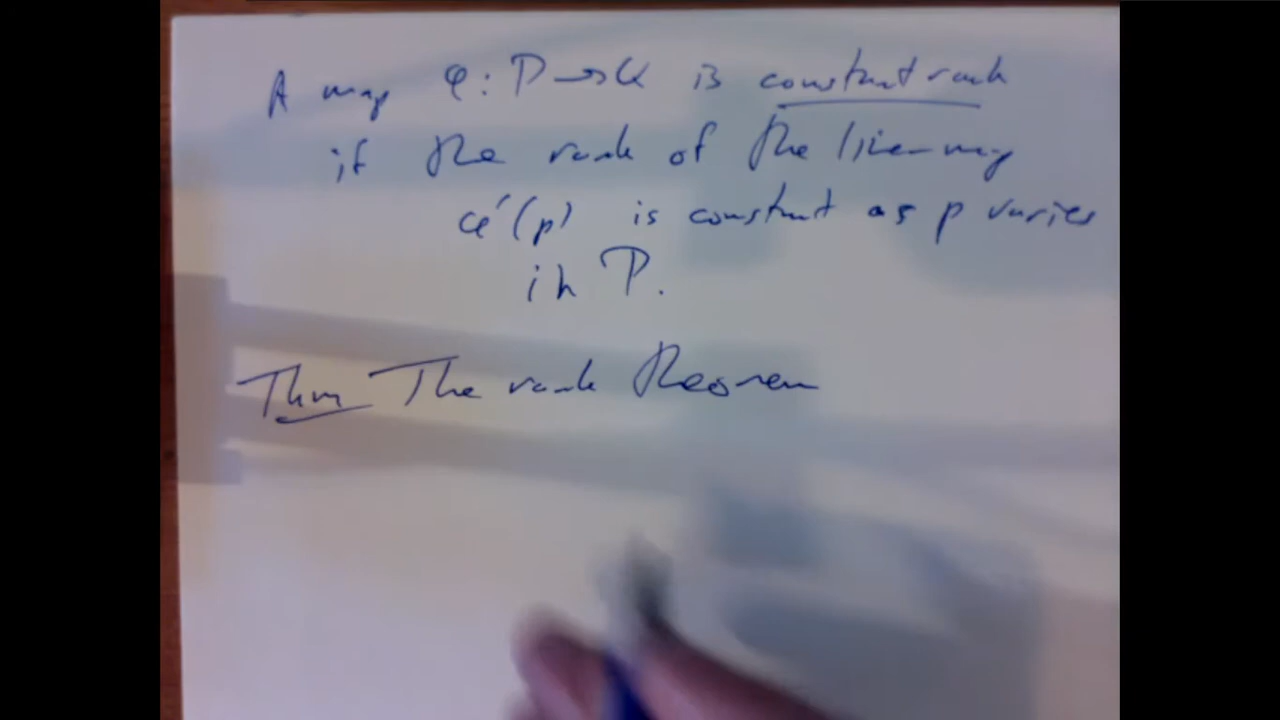 A map φ: P → Q is constant rank
if the rank of the linear map
φ'(p) is constant as p varies
in P.
Thm The rank theorem